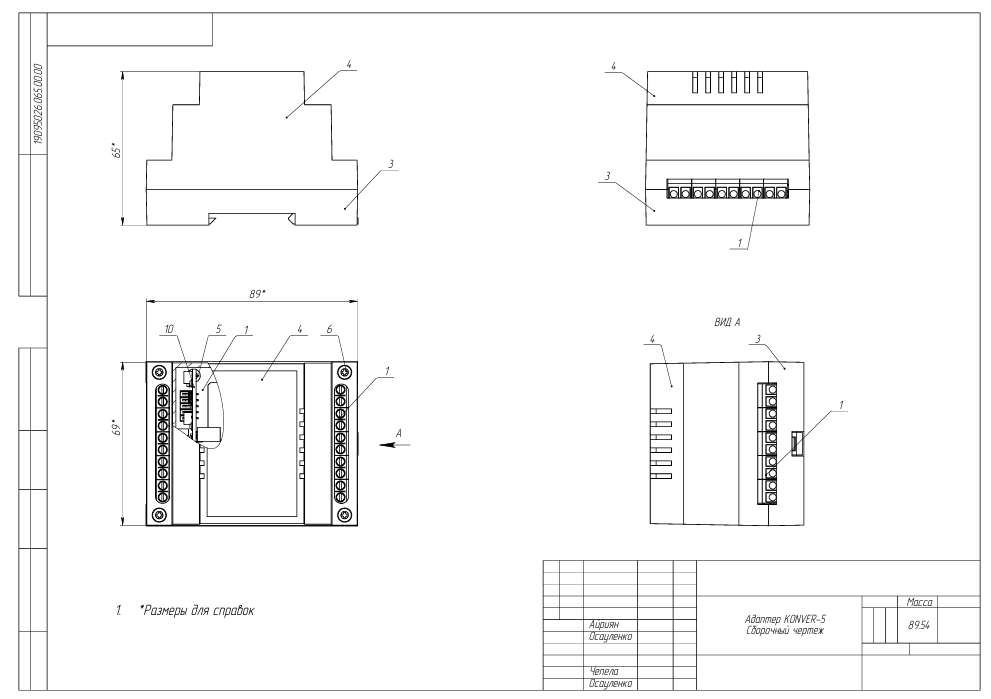 19095026.065.00.00
4
65*
3
4
3
1
89*
10 5 1 4 6
1
69*
А
ВИД А
4 3
1
1. *Размеры для справок
Масса
Адаптер KONVER-5
Сборочный чертеж
89.54
Айриян
Осауленко
Чепела
Осауленко